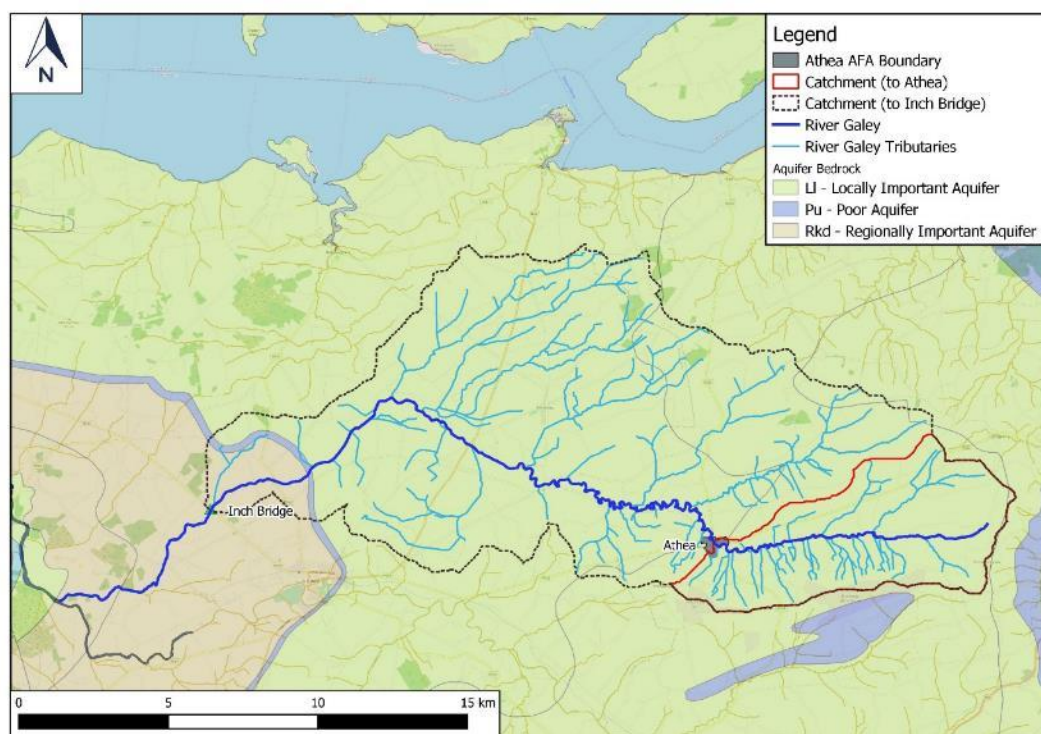 N
Legend
Athea AFA Boundary
Catchment (to Athea)
Catchment (to Inch Bridge)
River Galey
River Galey Tributaries
Aquifer Bedrock
Ll - Locally Important Aquifer
Pu - Poor Aquifer
Rkd - Regionally Important Aquifer
Inch Bridge
Athea
0 5 10 15 km